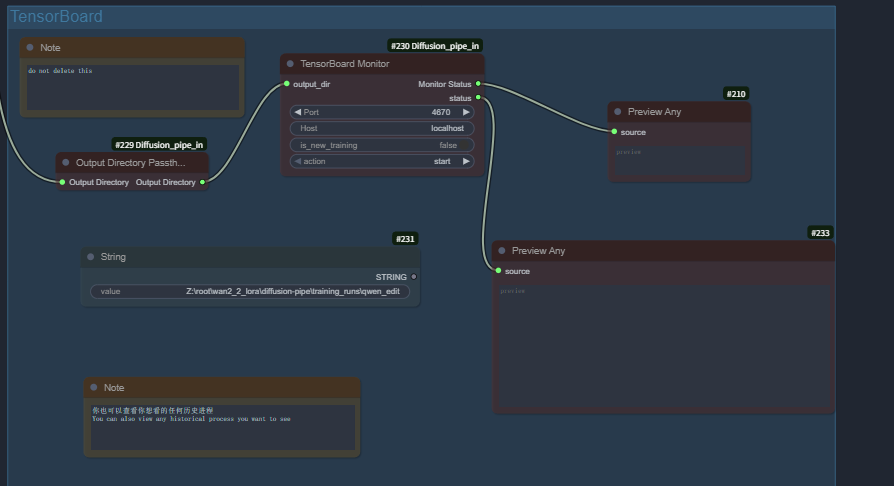 TensorBoard
Note
do not delete this
#229 Diffusion_pipe_in
Output Directory Passth...
Output Directory Output Directory
#230 Diffusion_pipe_in
TensorBoard Monitor
output_dir Monitor Status
status
Port 4670
Host localhost
is_new_training false
action start
#210
Preview Any
source
preview
#231
String
STRING
value Z:\root\wan2_2_lora\diffusion-pipe\training_runs\qwen_edit
#233
Preview Any
source
preview
Note
你也可以查看你想看的任何历史进程
You can also view any historical process you want to see